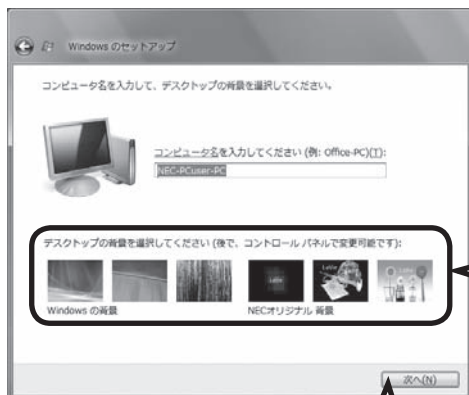 Windows のセットアップ
コンピュータ名を入力して、デスクトップの背景を選択してください。
コンピュータ名を入力してください (例: Office-PC)(T):
NEC-PCuser-PC
デスクトップの背景を選択してください (後で、コントロール パネルで変更可能です):
LaVie
Windows の背景
NECオリジナル 背景
次へ(N)